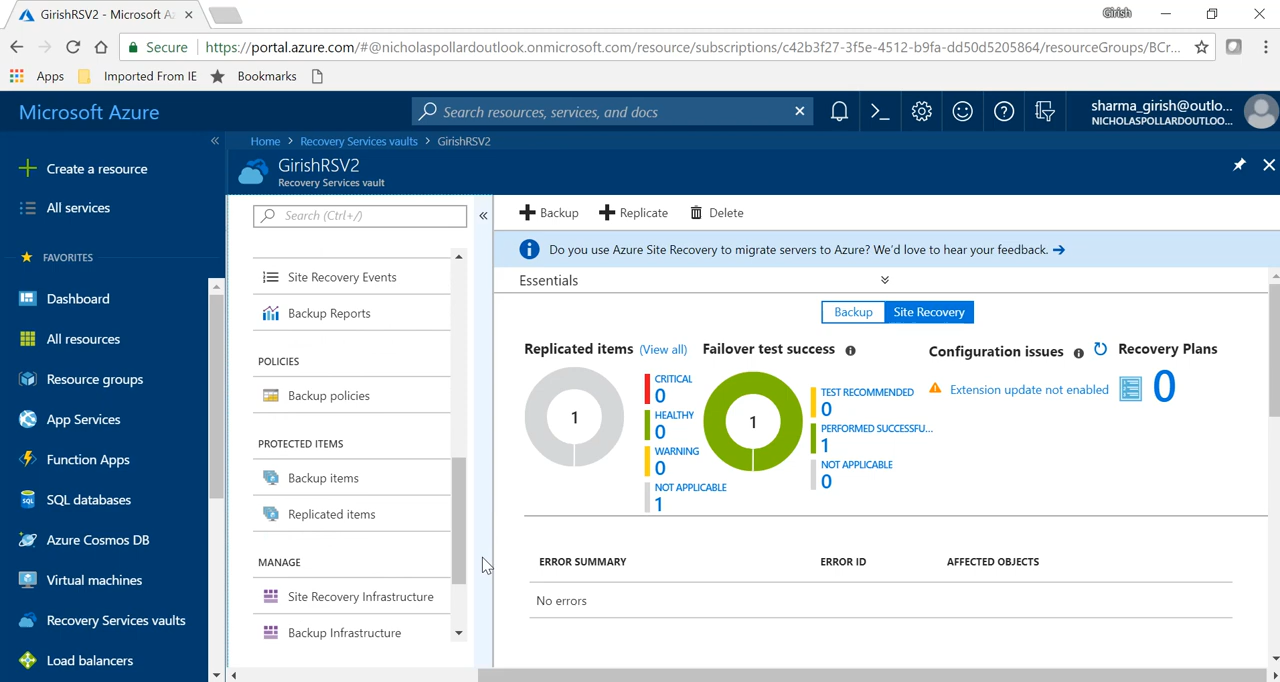 GirishRSV2 - Microsoft A
Girish
Secure
https://portal.azure.com/#@nicholaspollardoutlook.onmicrosoft.com/resource/subscriptions/c42b3f27-3f5e-4512-b9fa-dd50d5205864/resourceGroups/BCr...
Apps
Imported From IE
Bookmarks
Microsoft Azure
Search resources, services, and docs
sharma_girish@outlo...
NICHOLASPOLLARDOUTLOO...
Create a resource
All services
FAVORITES
Dashboard
All resources
Resource groups
App Services
Function Apps
SQL databases
Azure Cosmos DB
Virtual machines
Recovery Services vaults
Load balancers
Home > Recovery Services vaults > GirishRSV2
GirishRSV2
Recovery Services vault
Search (Ctrl+/)
Site Recovery Events
Backup Reports
POLICIES
Backup policies
PROTECTED ITEMS
Backup items
Replicated items
MANAGE
Site Recovery Infrastructure
Backup Infrastructure
Backup
Replicate
Delete
Do you use Azure Site Recovery to migrate servers to Azure? We'd love to hear your feedback. →
Essentials
Backup
Site Recovery
Replicated items (View all)
1
CRITICAL
0
HEALTHY
0
WARNING
0
NOT APPLICABLE
1
Failover test success
1
TEST RECOMMENDED
0
PERFORMED SUCCESSFU...
1
NOT APPLICABLE
0
Configuration issues
Extension update not enabled
Recovery Plans
0
ERROR SUMMARY
ERROR ID
AFFECTED OBJECTS
No errors